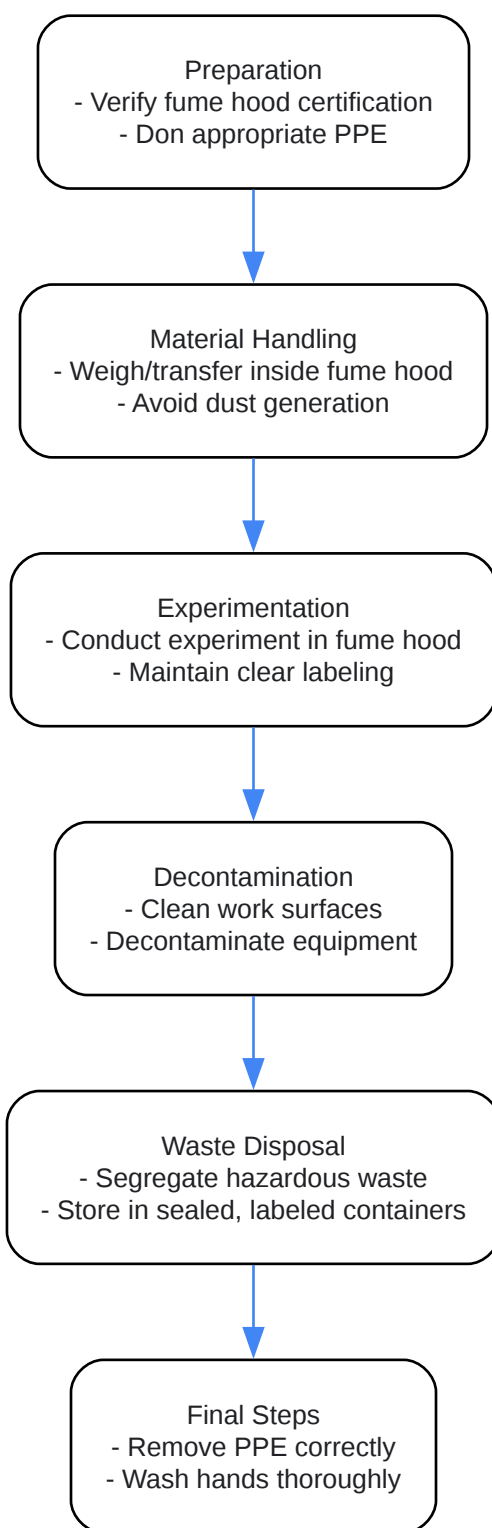 Preparation
- Verify fume hood certification
- Don appropriate PPE
Material Handling
- Weigh/transfer inside fume hood
- Avoid dust generation
Experimentation
- Conduct experiment in fume hood
- Maintain clear labeling
Decontamination
- Clean work surfaces
- Decontaminate equipment
Waste Disposal
- Segregate hazardous waste
- Store in sealed, labeled containers
Final Steps
- Remove PPE correctly
- Wash hands thoroughly